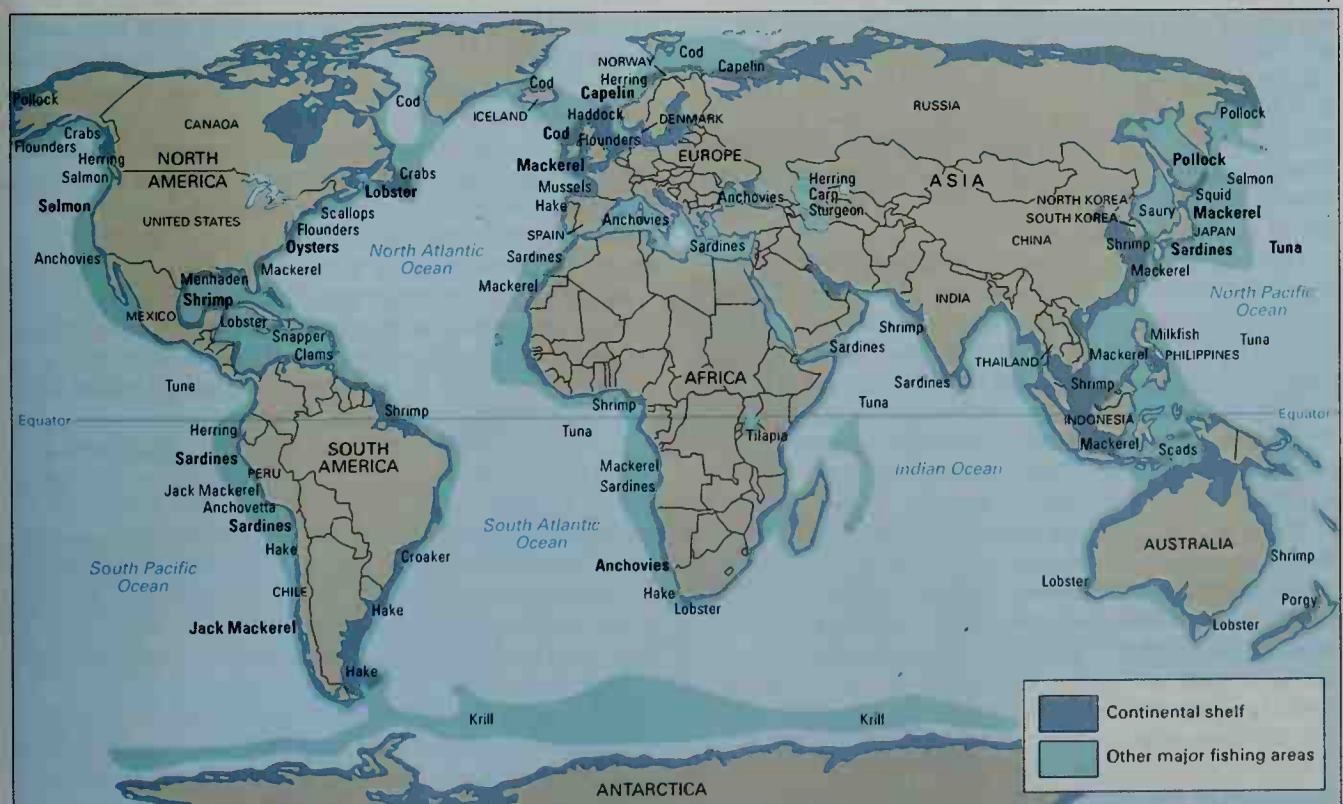 Cod
NORWAY
Capelin
Herring
Cod
Capelin
Pollock
Cod
ICELAND
RUSSIA
Haddock
DENMARK
Pollock
CANAOA
Crabs
Flounders
Cod
Flounders
EUROPE
NORTH
AMERICA
Herring
Salmon
Crabs
Mackerel
Pollock
Lobster
Mussels
Herring
Carp
Sturgeon
ASIA
Salmon
Salmon
Hake
Anchovies
NORTH KOREA
Squid
UNITED STATES
Scallops
Flounders
Anchovies
SOUTH KOREA
Saury
Mackerel
JAPAN
Oysters
North Atlantic
Ocean
SPAIN
Sardines
CHINA
Shrimp
Sardines
Tuna
Anchovies
Mackerel
Sardines
Mackerel
Menhaden
Shrimp
Mackerel
North Pacific
Ocean
MEXICO
Lobster
INDIA
Shrimp
Snapper
Milkfish
Clams
Sardines
THAILAND
Mackerel
PHILIPPINES
Tuna
Tune
AFRICA
Sardines
Shrimp
Shrimp
Shrimp
Tuna
Equator
INDONESIA
Equator
Herring
Tuna
Tilapia
Mackerel
Scads
SOUTH
AMERICA
Sardines
Mackerel
Indian Ocean
PERU
Sardines
Jack Mackerel
Anchovetta
Sardines
South Atlantic
Ocean
Hake
Croaker
AUSTRALIA
Shrimp
South Pacific
Ocean
Anchovies
Lobster
CHILE
Hake
Hake
Lobster
Porgy
Jack Mackerel
Lobster
Hake
Krill
Krill
Continental shelf
Other major fishing areas
ANTARCTICA